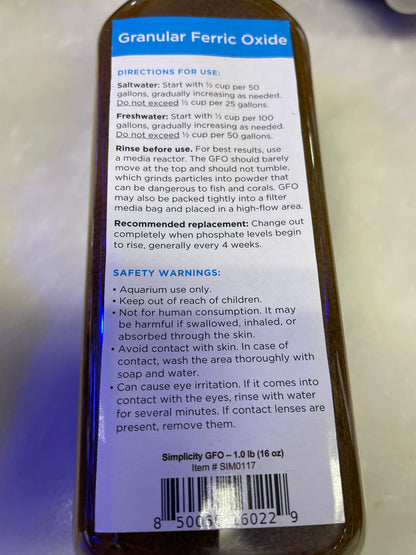 Granular Ferric Oxide
DIRECTIONS FOR USE:
Saltwater: Start with ½ cup per 50
gallons, gradually increasing as needed.
Do not exceed ½ cup per 25 gallons.
Freshwater: Start with ½ cup per 100
gallons, gradually increasing as needed.
Do not exceed ½ cup per 50 gallons.
Rinse before use. For best results, use
a media reactor. The GFO should barely
move at the top and should not tumble,
which grinds particles into powder that
can be dangerous to fish and corals. GFO
may also be packed tightly into a filter
media bag and placed in a high-flow area.
Recommended replacement: Change out
completely when phosphate levels begin
to rise, generally every 4 weeks.
SAFETY WARNINGS:
• Aquarium use only.
• Keep out of reach of children.
• Not for human consumption. It may
be harmful if swallowed, inhaled, or
absorbed through the skin.
• Avoid contact with skin. In case of
contact, wash the area thoroughly with
soap and water.
• Can cause eye irritation. If it comes into
contact with the eyes, rinse with water
for several minutes. If contact lenses are
present, remove them.
Simplicity GFO – 1.0 lb (16 oz)
Item # SIM0117
8 16022 9